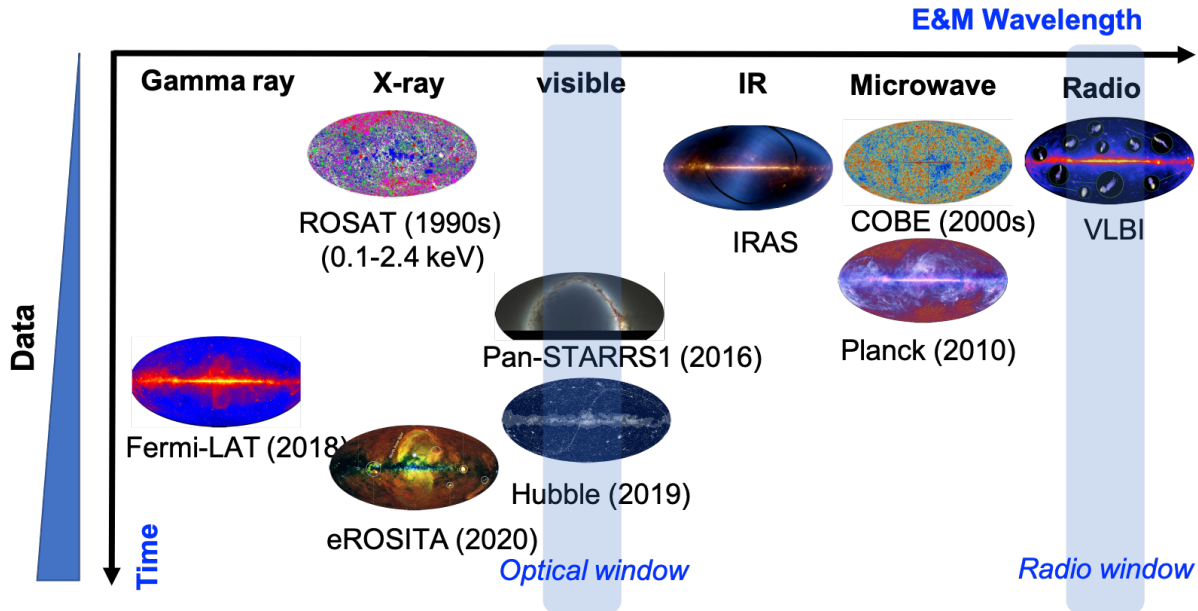 E&M Wavelength
Gamma ray
X-ray
visible
IR
Microwave
Radio
ROSAT (1990s)
(0.1-2.4 keV)
IRAS
COBE (2000s)
VLBI
Data
Pan-STARRS1 (2016)
Planck (2010)
Fermi-LAT (2018)
Hubble (2019)
eROSITA (2020)
Time
Optical window
Radio window